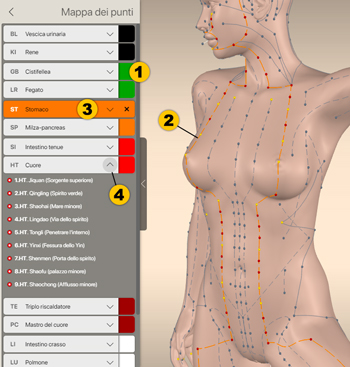 Mappa dei punti
BL Vescica urinaria
KI Rene
GB Cistifellea
1
LR Fegato
ST Stomaco 3 ×
SP Milza-pancreas
2
SI Intestino tenue
HT Cuore
1.HT. Jiquan (Sorgente superiore)
4
2.HT. Qingling (Spirito verde)
3.HT. Shaohai (Mare minore)
4.HT. Lingdao (Via dello spirito)
5.HT. Tongli (Penetrare l'interno)
6.HT. Yinxi (Fessura dello Yin)
7.HT. Shenmen (Porta dello spirito)
8.HT. Shaofu (palazzo minore)
9.HT. Shaochong (Afflusso minore)
TE Triplo riscaldatore
PC Mastro del cuore
LI Intestino crasso
LU Polmone